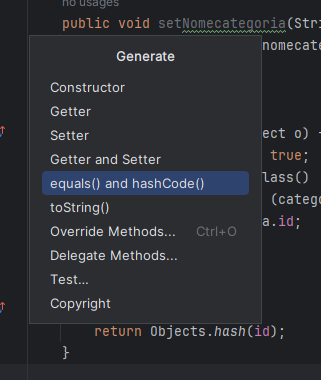 no usages
public void setNomecategoria(Stri
nomecate
Generate
Constructor
Getter
Setter
ect o) {
Getter and Setter
true;
equals() and hashCode()
lass()
toString()
(catego
Override Methods... Ctrl+O
a.id;
Delegate Methods...
Test...
Copyright
return Objects.hash(id);
}